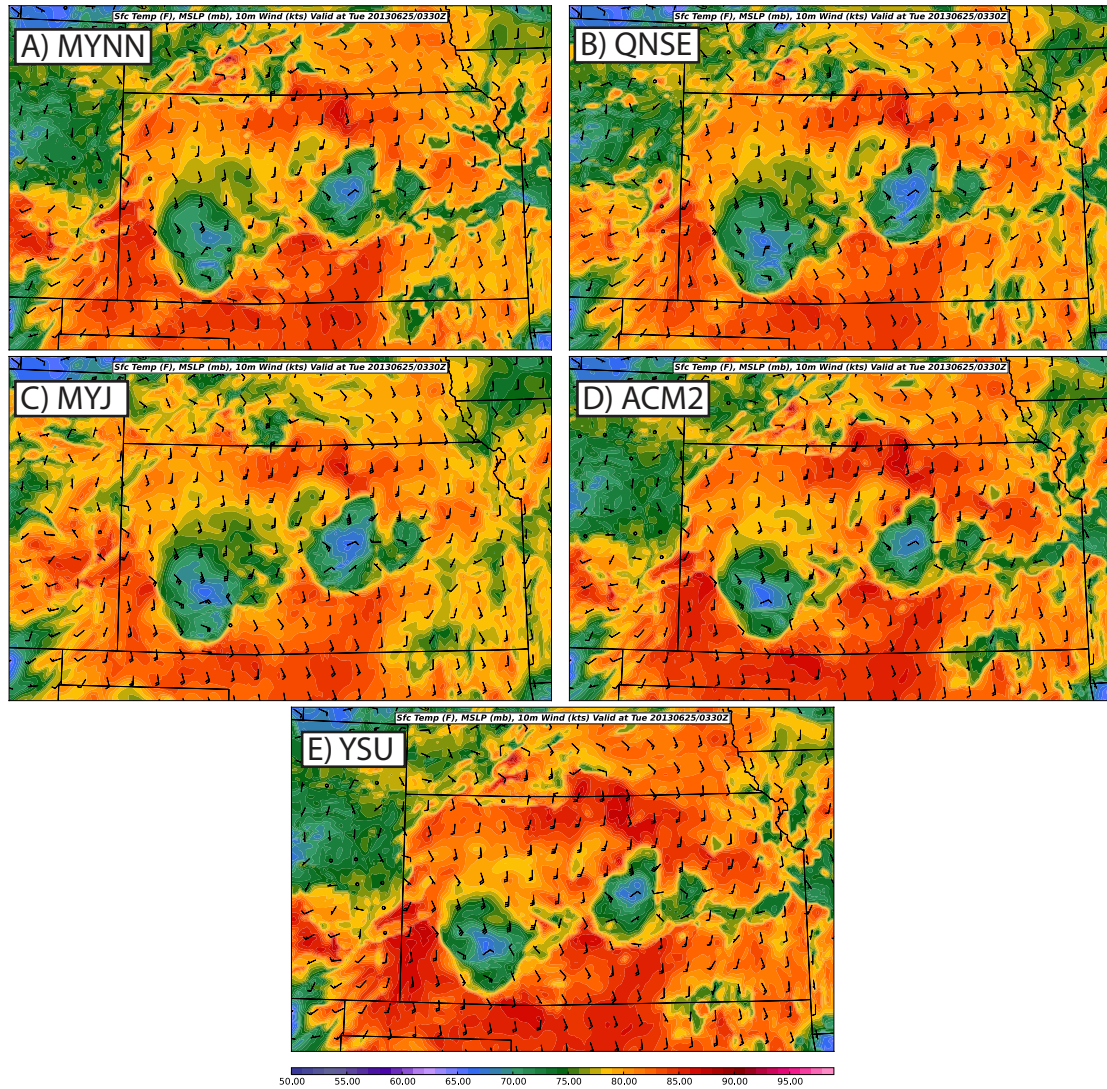 Sfc Temp (F), MSLP (mb), 10m Wind (kts) Valid at Tue 20130625/0330Z
A) MYNN
Sfc Temp (F), MSLP (mb), 10m Wind (kts) Valid at Tue 20130625/0330Z
B) QNSE
Sfc Temp (F), MSLP (mb), 10m Wind (kts) Valid at Tue 20130625/0330Z
C) MYJ
Sfc Temp (F), MSLP (mb), 10m Wind (kts) Valid at Tue 20130625/0330Z
D) ACM2
Sfc Temp (F), MSLP (mb), 10m Wind (kts) Valid at Tue 20130625/0330Z
E) YSU
50.00 55.00 60.00 65.00 70.00 75.00 80.00 85.00 90.00 95.00